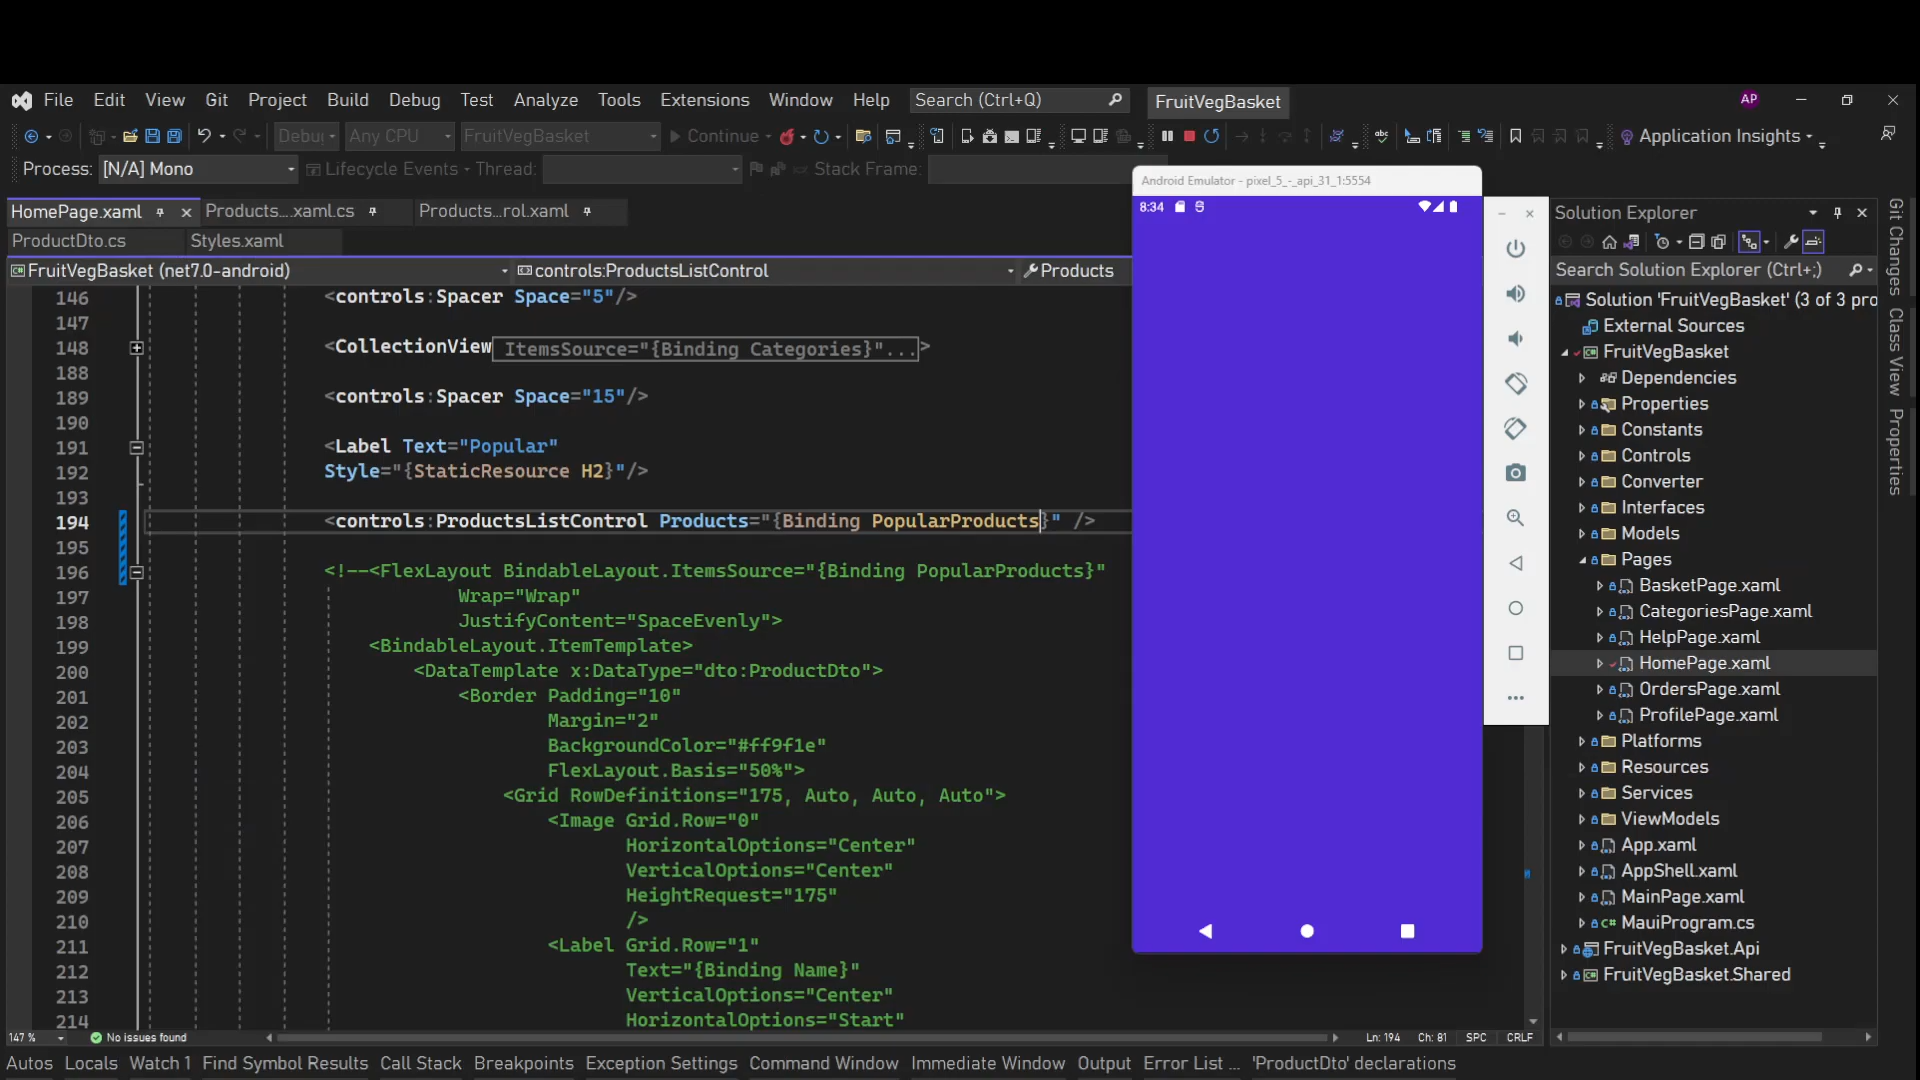 File Edit View Git Project Build Debug Test Analyze Tools Extensions Window Help Search (Ctrl+Q) FruitVegBasket AP
Debug Any CPU FruitVegBasket Continue Application Insights
Process: [N/A] Mono Lifecycle Events Thread: Stack Frame:
Android Emulator - pixel_5_-_api_31_1:5554
8:34
HomePage.xaml Products....xaml.cs Products...rol.xaml
ProductDto.cs Styles.xaml
FruitVegBasket (net7.0-android) controls:ProductsListControl Products
146 <controls:Spacer Space="5"/>
147
148 <CollectionView ItemsSource="{Binding Categories}"...>
188
189 <controls:Spacer Space="15"/>
190
191 <Label Text="Popular"
192 Style="{StaticResource H2}"/>
193
194 <controls:ProductsListControl Products="{Binding PopularProducts}" />
195
196 <!--<FlexLayout BindableLayout.ItemsSource="{Binding PopularProducts}"
197 Wrap="Wrap"
198 JustifyContent="SpaceEvenly">
199 <BindableLayout.ItemTemplate>
200 <DataTemplate x:DataType="dto:ProductDto">
201 <Border Padding="10"
202 Margin="2"
203 BackgroundColor="#ff9f1e"
204 FlexLayout.Basis="50%">
205 <Grid RowDefinitions="175, Auto, Auto, Auto">
206 <Image Grid.Row="0"
207 HorizontalOptions="Center"
208 VerticalOptions="Center"
209 HeightRequest="175"
210 />
211 <Label Grid.Row="1"
212 Text="{Binding Name}"
213 VerticalOptions="Center"
214 HorizontalOptions="Start"
147 % No issues found Ln: 194 Ch: 81 SPC CRLF
Solution Explorer
Search Solution Explorer (Ctrl+;)
Solution 'FruitVegBasket' (3 of 3 pro
External Sources
FruitVegBasket
Dependencies
Properties
Constants
Controls
Converter
Interfaces
Models
Pages
BasketPage.xaml
CategoriesPage.xaml
HelpPage.xaml
HomePage.xaml
OrdersPage.xaml
ProfilePage.xaml
Platforms
Resources
Services
ViewModels
App.xaml
AppShell.xaml
MainPage.xaml
MauiProgram.cs
FruitVegBasket.Api
FruitVegBasket.Shared
Git Changes
Class View
Properties
Autos Locals Watch 1 Find Symbol Results Call Stack Breakpoints Exception Settings Command Window Immediate Window Output Error List ... 'ProductDto' declarations